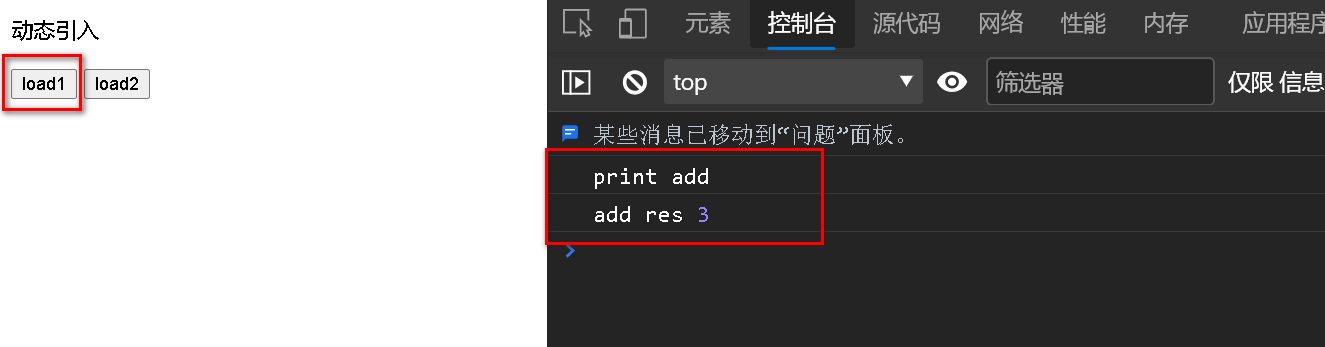 动态引入
load1 load2
元素 控制台 源代码 网络 性能 内存 应用程序
top 筛选器 仅限 信息
某些消息已移动到“问题”面板。
print add
add res 3